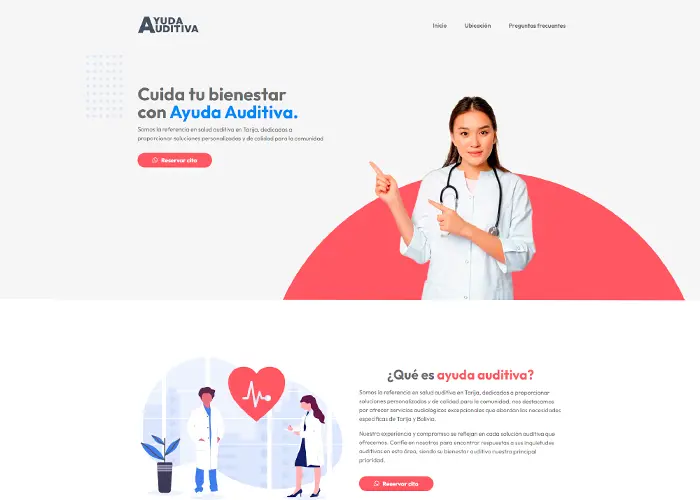 AYUDA
AUDITIVA
Inicio Ubicación Preguntas frecuentes
Cuida tu bienestar
con Ayuda Auditiva.
Somos la referencia en salud auditiva en Tarija, dedicados a
proporcionar soluciones personalizadas y de calidad para la comunidad
Reservar cita
¿Qué es ayuda auditiva?
Somos la referencia en salud auditiva en Tarija, dedicados a proporcionar
soluciones personalizadas y de calidad para la comunidad, nos destacamos
por ofrecer servicios audiológicos excepcionales que abordan las necesidades
específicas de Tarija y Bolivia.
Nuestra experiencia y compromiso se reflejan en cada solución auditiva que
ofrecemos. Confíe en nosotros para encontrar respuestas a sus inquietudes
auditivas en esta área, siendo su bienestar auditivo nuestra principal
prioridad.
Reservar cita